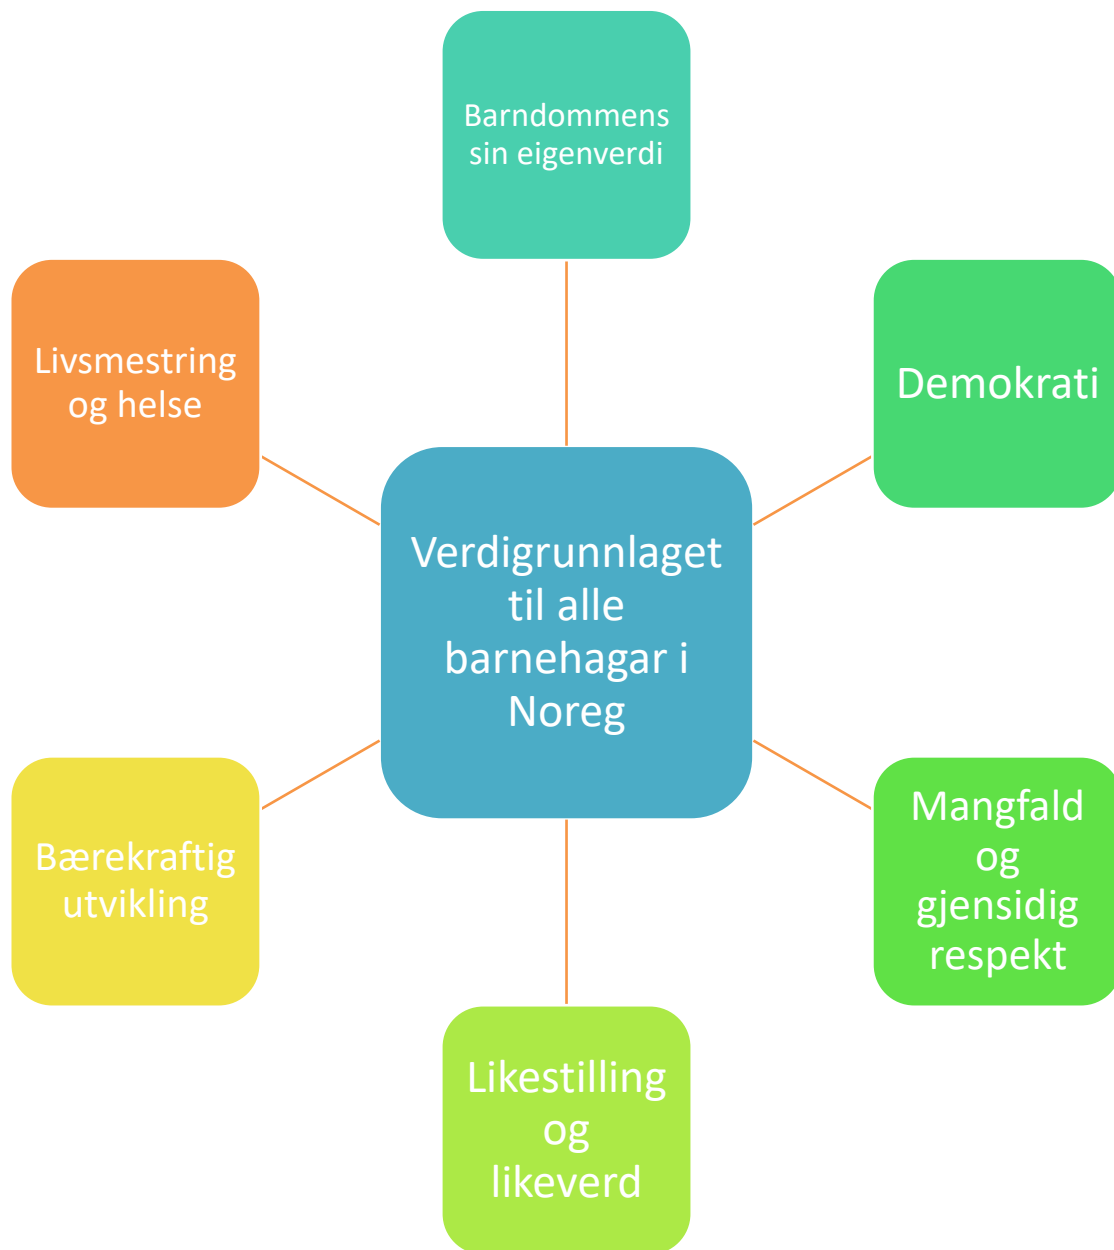 Barndommens
sin eigenverdi
Livsmestring
og helse
Demokrati
Verdigrunnlaget
til alle
barnehagar i
Noreg
Bærekraftig
utvikling
Mangfald
og
gjensidig
respekt
Likestilling
og
likeverd